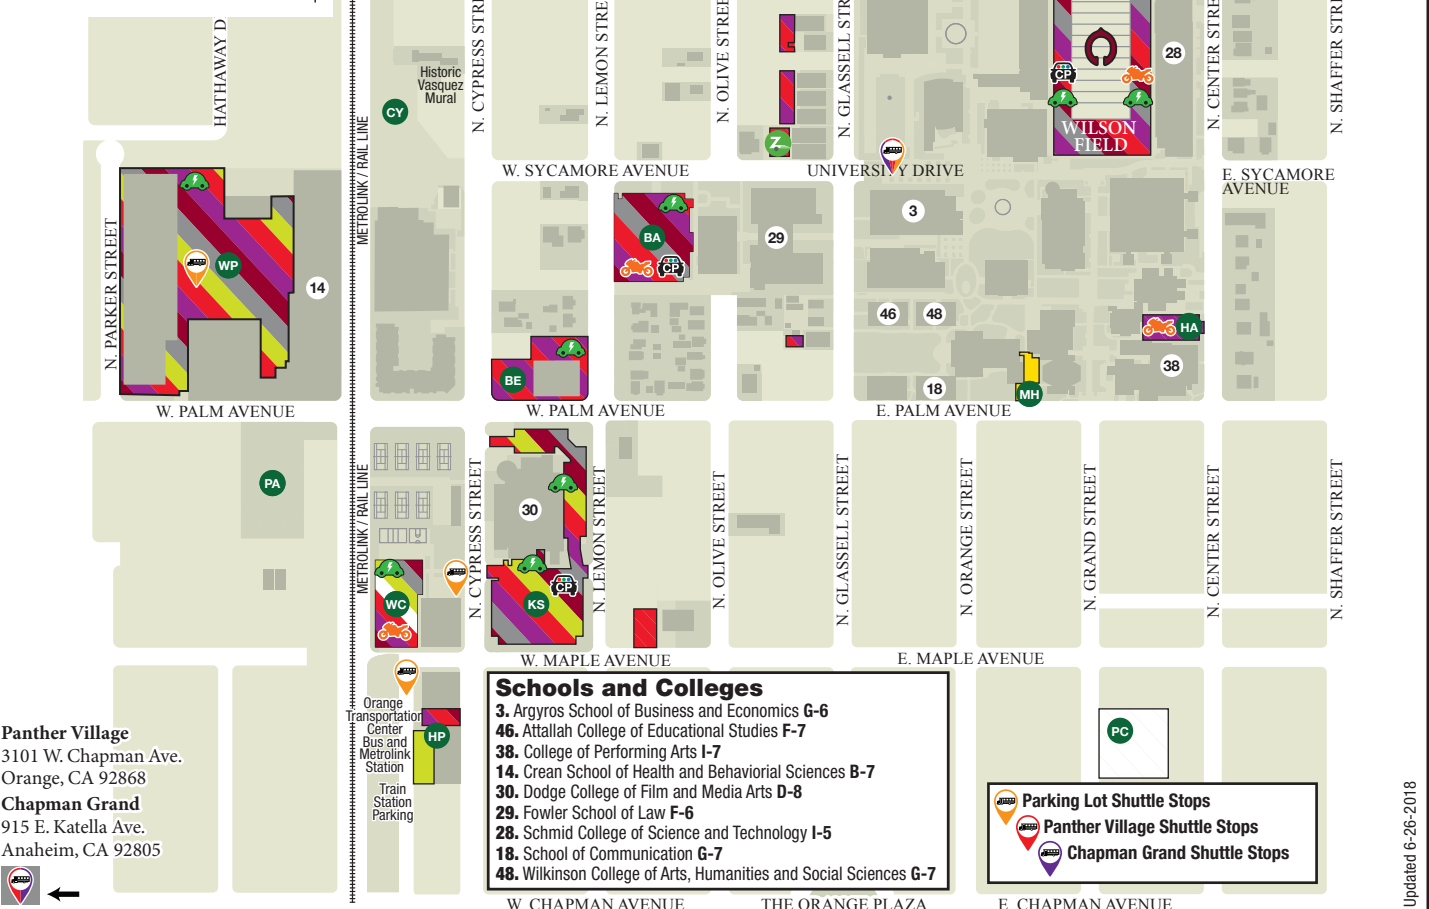 HATHAWAY D
N. CYPRESS STREE
N. LEMON STRE
N. OLIVE STREE
N. GLASSELL STR
N. CENTER STRE
N. SHAFFER STRE
Historic
Vasquez
Mural
CY
METROLINK / RAIL LINE
Z
CP
28
WILSON
FIELD
W. SYCAMORE AVENUE
UNIVERSITY DRIVE
E. SYCAMORE
AVENUE
N. PARKER STREET
WP
14
BA
CP
29
3
46
48
HA
38
BE
18
MH
W. PALM AVENUE
W. PALM AVENUE
E. PALM AVENUE
PA
METROLINK / RAIL LINE
N. CYPRESS STREET
30
N. LEMON STREET
N. OLIVE STREET
N. GLASSELL STREET
N. ORANGE STREET
N. GRAND STREET
N. CENTER STREET
N. SHAFFER STREET
WC
KS
CP
W. MAPLE AVENUE
E. MAPLE AVENUE
Orange
Transportation
Center
Bus and
Metrolink
Station
HP
Train
Station
Parking
PC
Panther Village
3101 W. Chapman Ave.
Orange, CA 92868
Chapman Grand
915 E. Katella Ave.
Anaheim, CA 92805
Schools and Colleges
3. Argyros School of Business and Economics G-6
46. Attallah College of Educational Studies F-7
38. College of Performing Arts I-7
14. Crean School of Health and Behaviorial Sciences B-7
30. Dodge College of Film and Media Arts D-8
29. Fowler School of Law F-6
28. Schmid College of Science and Technology I-5
18. School of Communication G-7
48. Wilkinson College of Arts, Humanities and Social Sciences G-7
Parking Lot Shuttle Stops
Panther Village Shuttle Stops
Chapman Grand Shuttle Stops
Updated 6-26-2018
W. CHAPMAN AVENUE
THE ORANGE PLAZA
E. CHAPMAN AVENUE